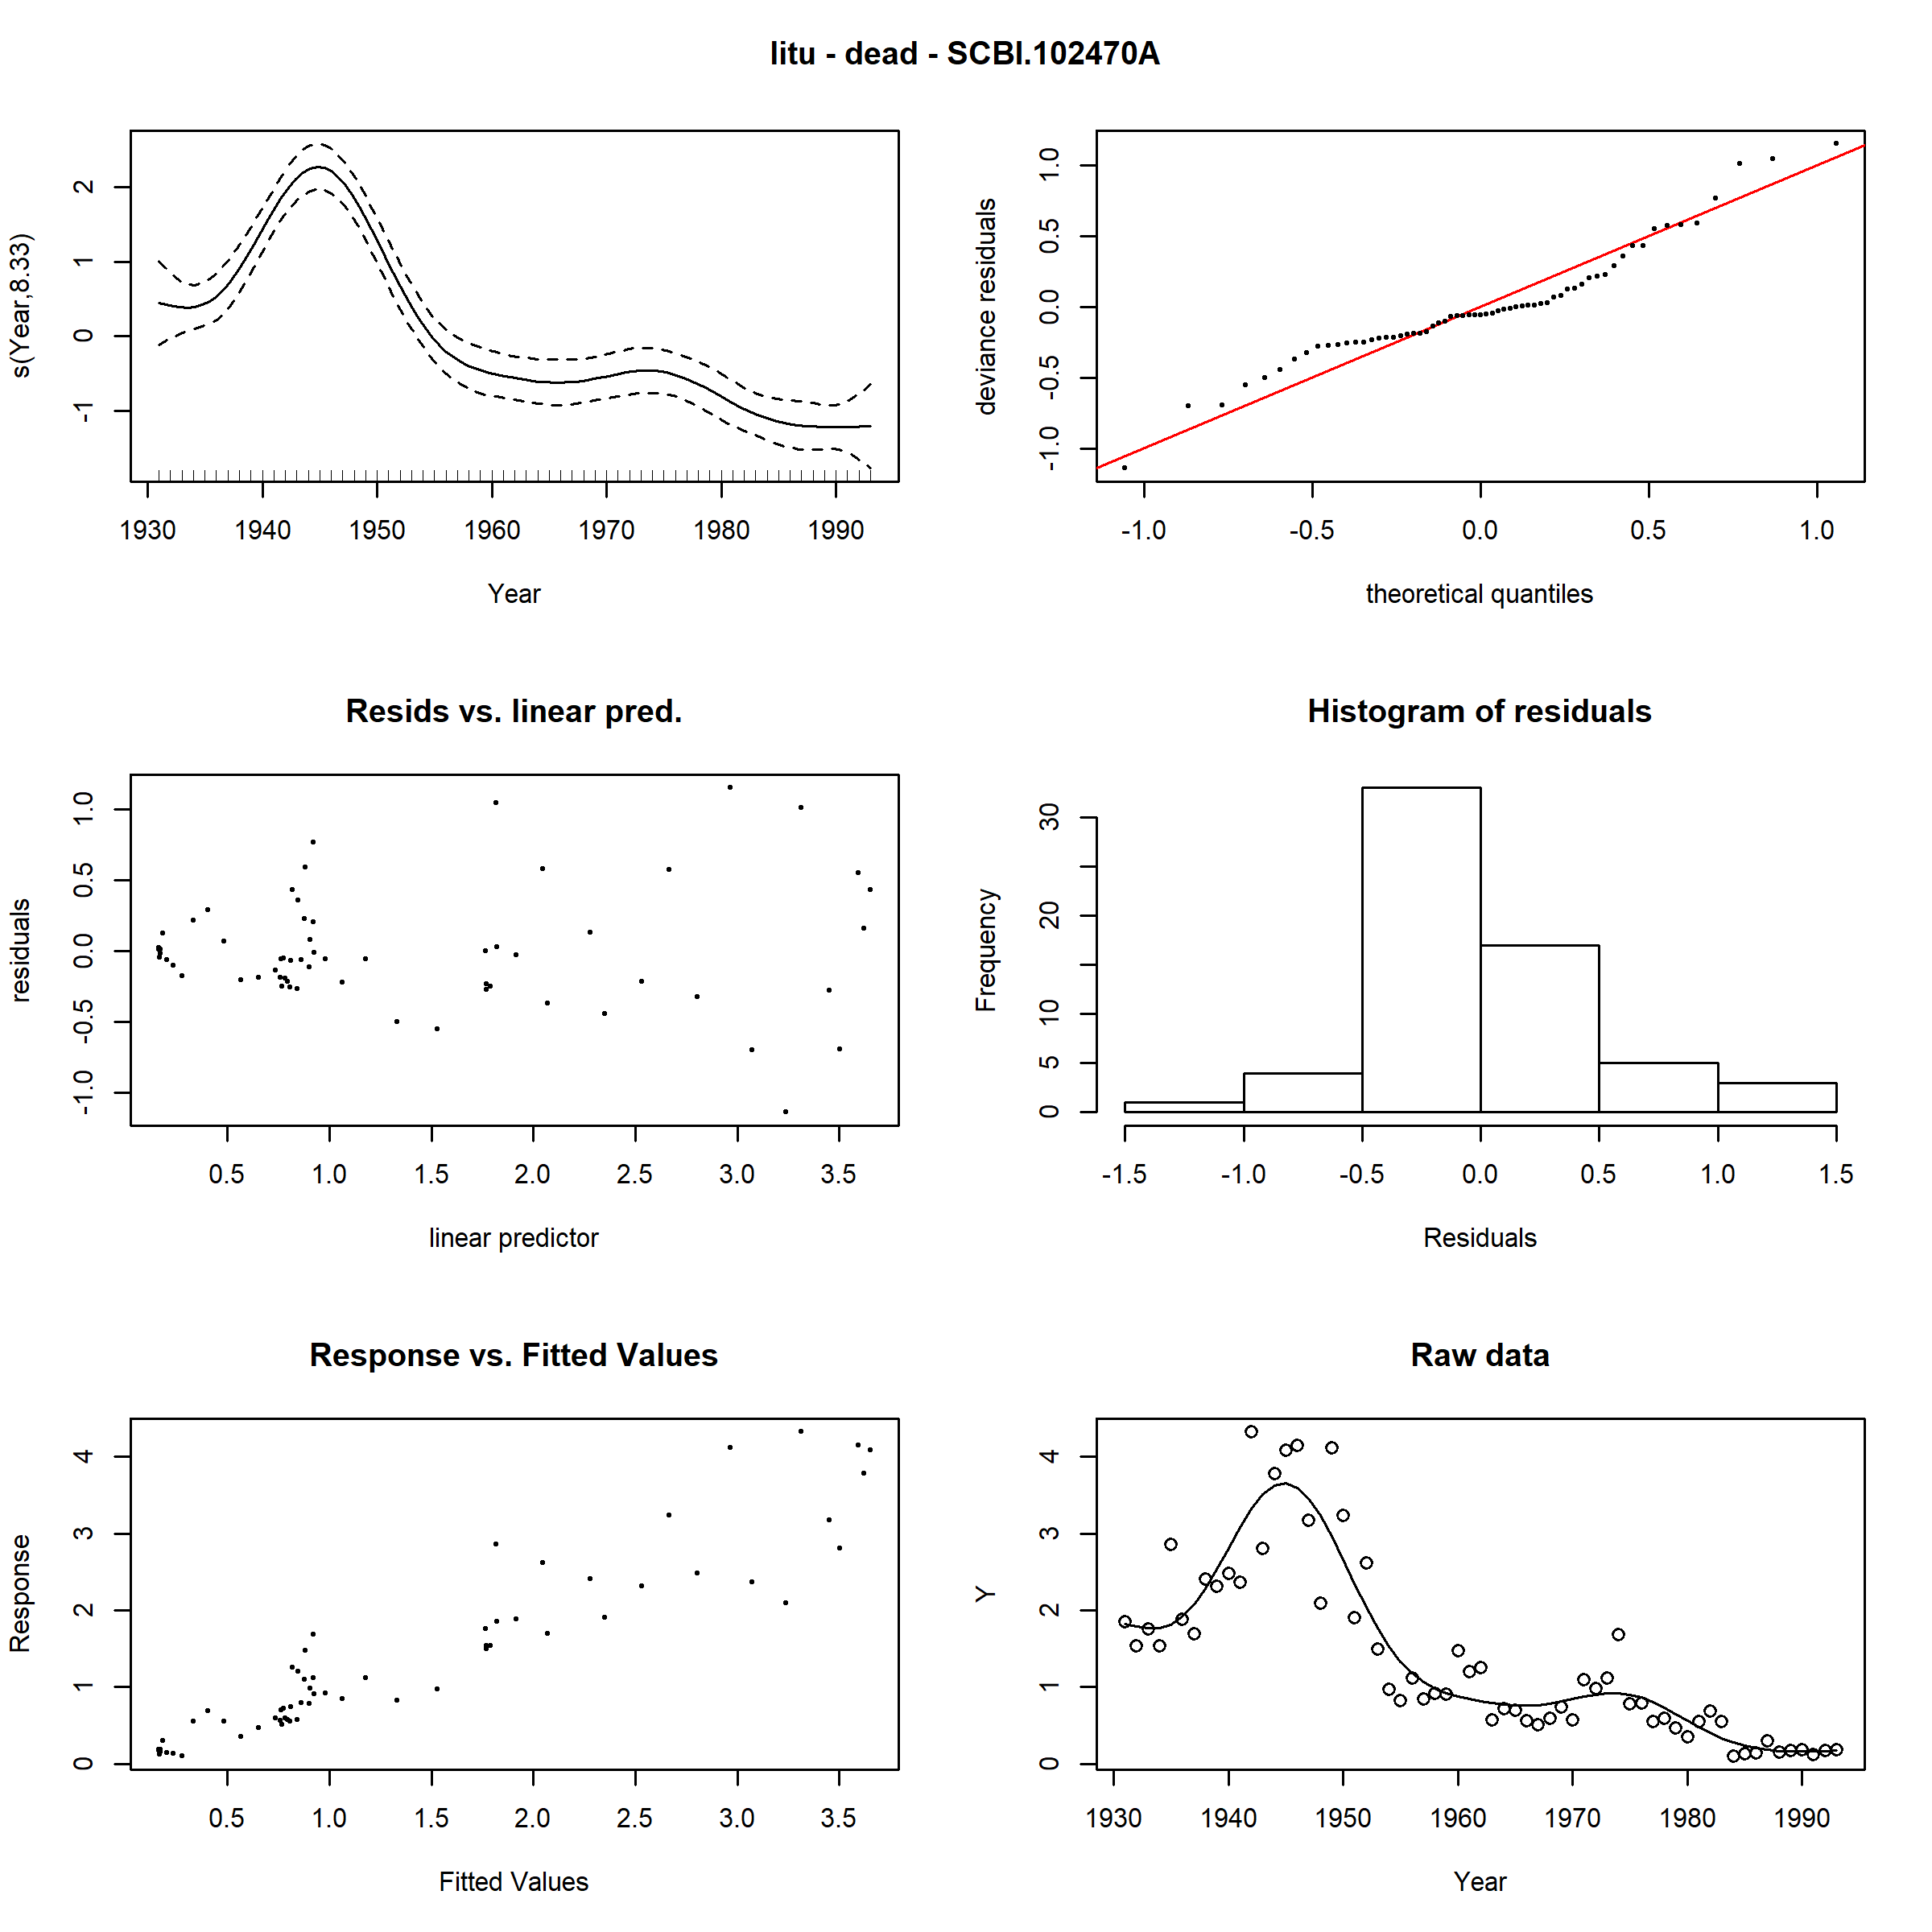 litu - dead - SCBI.102470A
s(Year,8.33)
2
1
0
-1
1930 1940 1950 1960 1970 1980 1990
Year
deviance residuals
1.0
0.5
0.0
-0.5
-1.0
-1.0 -0.5 0.0 0.5 1.0
theoretical quantiles
Resids vs. linear pred.
residuals
1.0
0.5
0.0
-0.5
-1.0
0.5 1.0 1.5 2.0 2.5 3.0 3.5
linear predictor
Histogram of residuals
Frequency
30
20
10
5
0
-1.5 -1.0 -0.5 0.0 0.5 1.0 1.5
Residuals
Response vs. Fitted Values
Response
4
3
2
1
0
0.5 1.0 1.5 2.0 2.5 3.0 3.5
Fitted Values
Raw data
Y
4
3
2
1
0
1930 1940 1950 1960 1970 1980 1990
Year